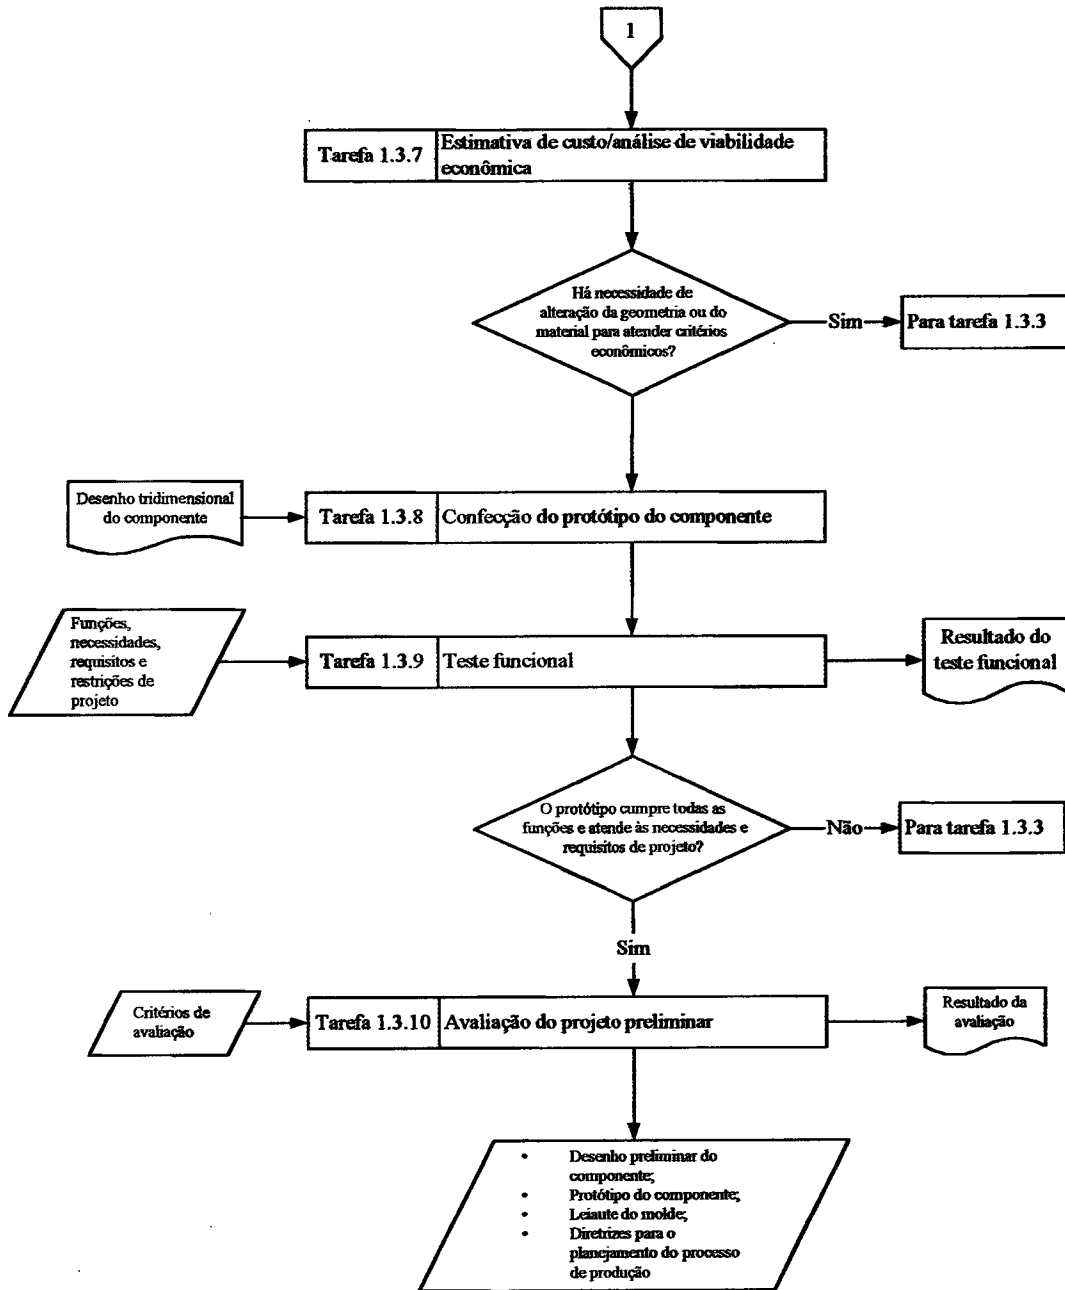 1
Tarefa 1.3.7
Estimativa de custo/análise de viabilidade
econômica
Há necessidade de
alteração da geometria ou do
material para atender critérios
econômicos?
Sim
Para tarefa 1.3.3
Desenho tridimensional
do componente
Tarefa 1.3.8
Confecção do protótipo do componente
Funções,
necessidades,
requisitos e
restrições de
projeto
Tarefa 1.3.9
Teste funcional
Resultado do
teste funcional
O protótipo cumpre todas as
funções e atende às necessidades e
requisitos de projeto?
Não
Para tarefa 1.3.3
Sim
Critérios de
avaliação
Tarefa 1.3.10
Avaliação do projeto preliminar
Resultado da
avaliação
• Desenho preliminar do
componente;
• Protótipo do componente;
• Leiaute do molde;
• Diretrizes para o
planejamento do processo
de produção